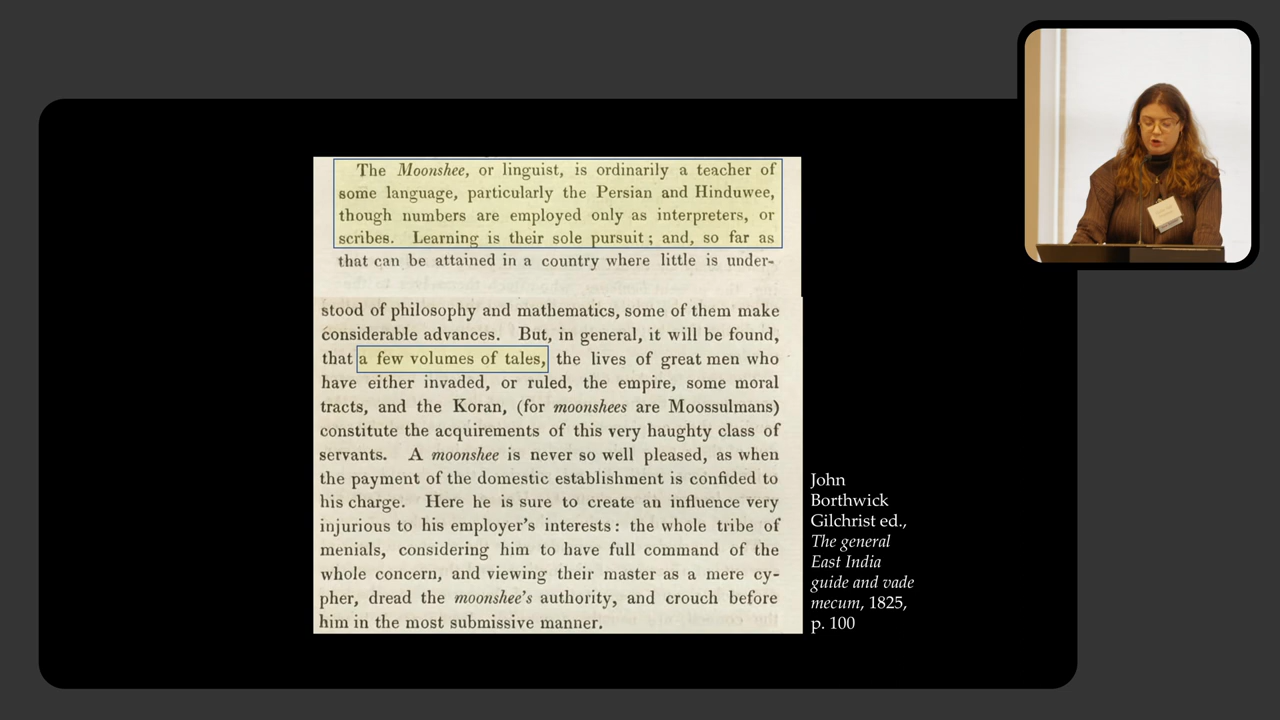 The Moonshee, or linguist, is ordinarily a teacher of
some language, particularly the Persian and Hinduwee,
though numbers are employed only as interpreters, or
scribes. Learning is their sole pursuit; and, so far as
that can be attained in a country where little is under-
stood of philosophy and mathematics, some of them make
considerable advances. But, in general, it will be found,
that a few volumes of tales, the lives of great men who
have either invaded, or ruled, the empire, some moral
tracts, and the Koran, (for moonshees are Moossulmans)
constitute the acquirements of this very haughty class of
servants. A moonshee is never so well pleased, as when
the payment of the domestic establishment is confided to
his charge. Here he is sure to create an influence very
injurious to his employer's interests: the whole tribe of
menials, considering him to have full command of the
whole concern, and viewing their master as a mere cy-
pher, dread the moonshee's authority, and crouch before
him in the most submissive manner.
John
Borthwick
Gilchrist ed.,
The general
East India
guide and vade
mecum, 1825,
p. 100